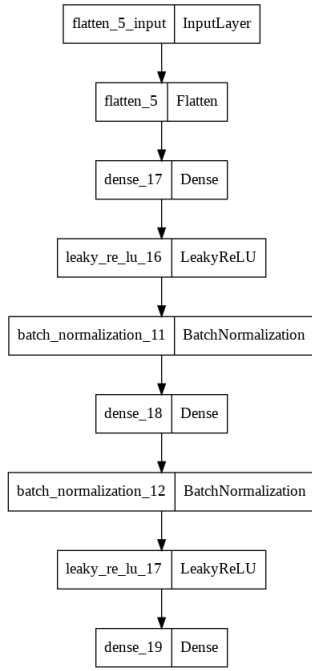 flatten_5_input InputLayer
flatten_5 Flatten
dense_17 Dense
leaky_re_lu_16 LeakyReLU
batch_normalization_11 BatchNormalization
dense_18 Dense
batch_normalization_12 BatchNormalization
leaky_re_lu_17 LeakyReLU
dense_19 Dense